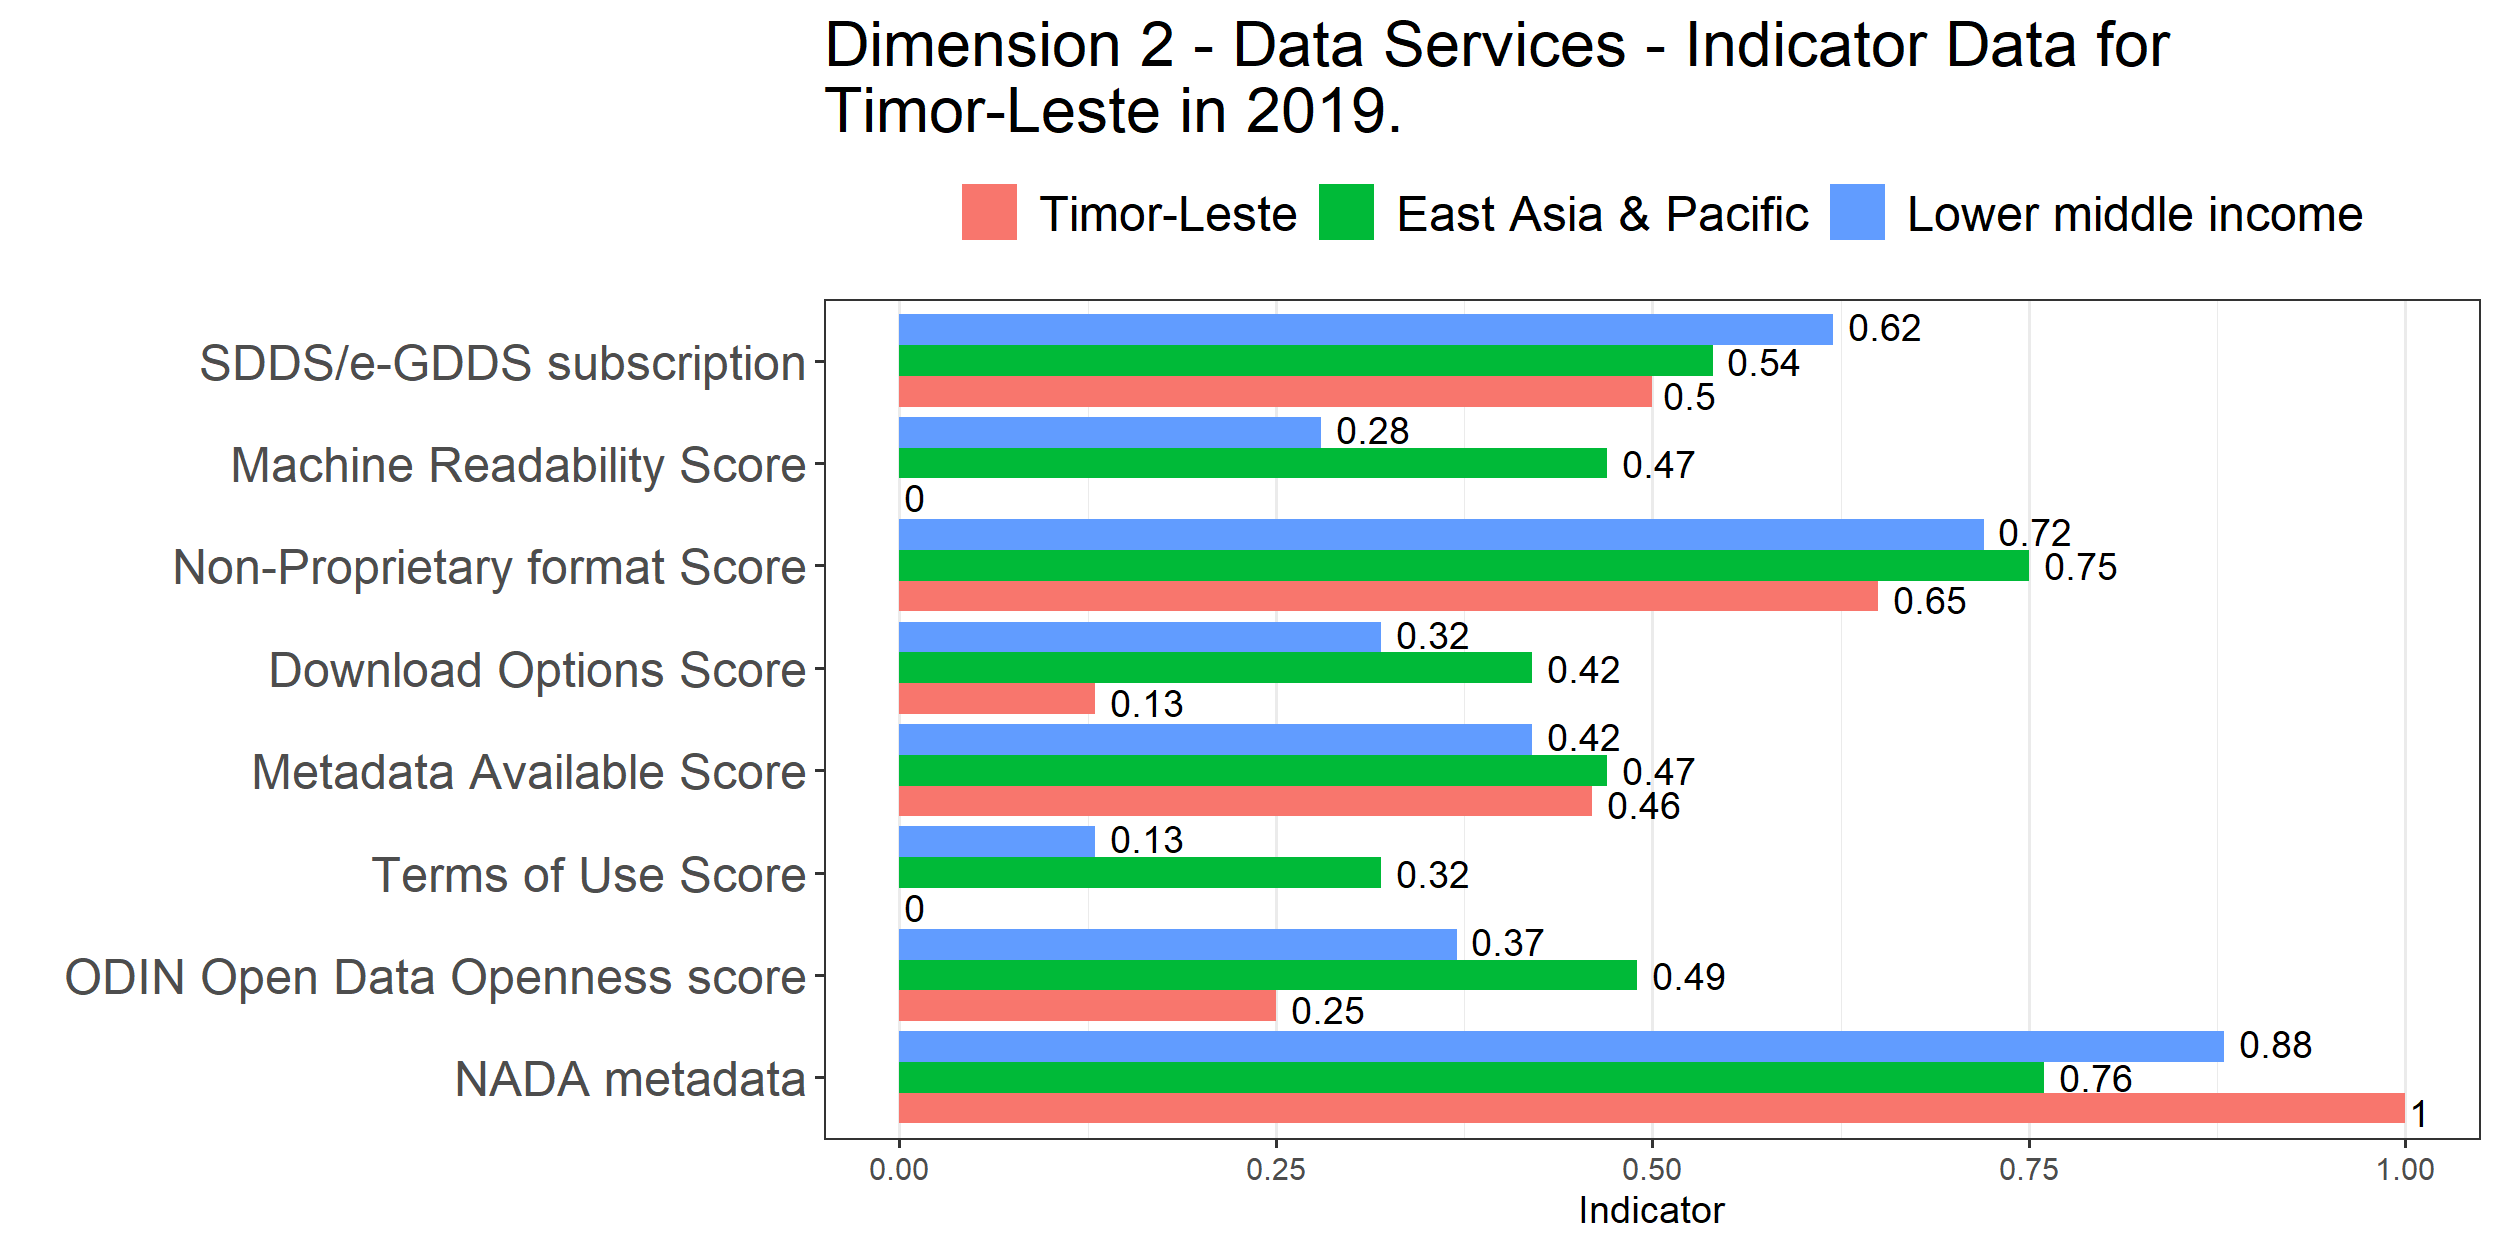 Dimension 2 - Data Services - Indicator Data for
Timor-Leste in 2019.
Timor-Leste East Asia & Pacific Lower middle income
SDDS/e-GDDS subscription
0.62
0.54
0.5
Machine Readability Score
0.28
0.47
0
Non-Proprietary format Score
0.72
0.75
0.65
Download Options Score
0.32
0.42
0.13
Metadata Available Score
0.42
0.47
0.46
Terms of Use Score
0.13
0.32
0
ODIN Open Data Openness score
0.37
0.49
0.25
NADA metadata
0.88
0.76
1
0.00 0.25 0.50 0.75 1.00
Indicator